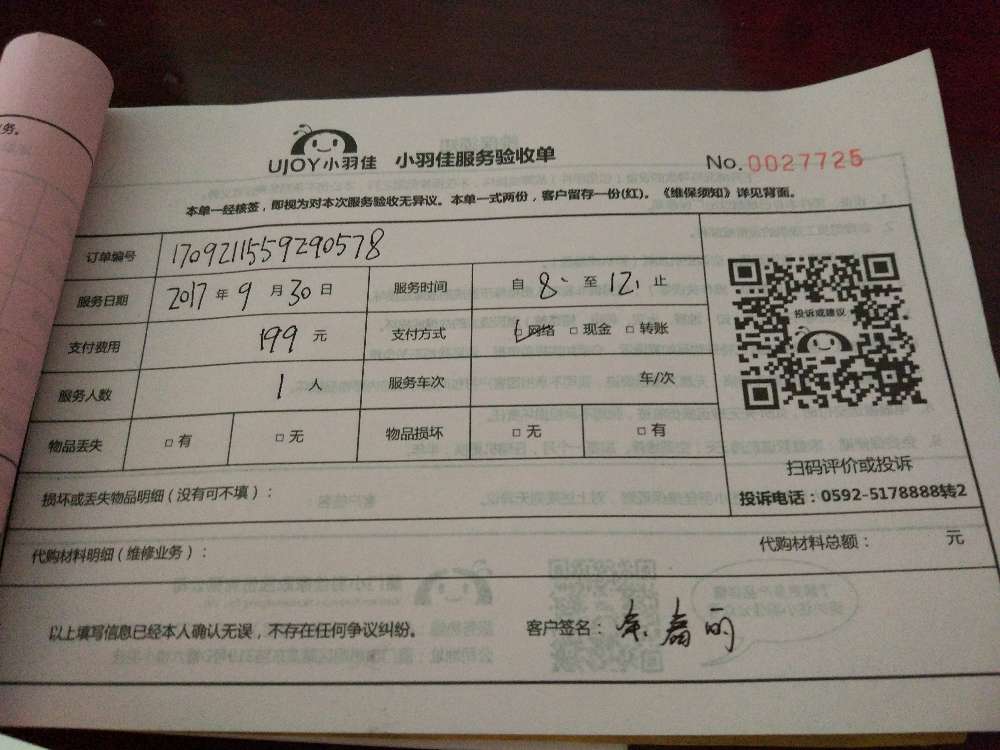 务。
UJOY小羽佳 小羽佳服务验收单 No.0027725
本单一经核签，即视为对本次服务验收无异议。本单一式两份，客户留存一份(红)。《维保须知》详见背面。
订单编号 1709211559290578
服务日期 2017 年 9 月 30 日 服务时间 自 8: 至 12: 止
支付费用 199 元 支付方式 □网络 □现金 □转账
服务人数 1 人 服务车次 车/次
物品丢失 □有 □无 物品损坏 □无 □有
投诉或建议
扫码评价或投诉
投诉电话：0592-5178888转2
损坏或丢失物品明细（没有可不填）：
代购材料明细（维修业务）： 代购材料总额： 元
以上填写信息已经本人确认无误，不存在任何争议纠纷。 客户签名：